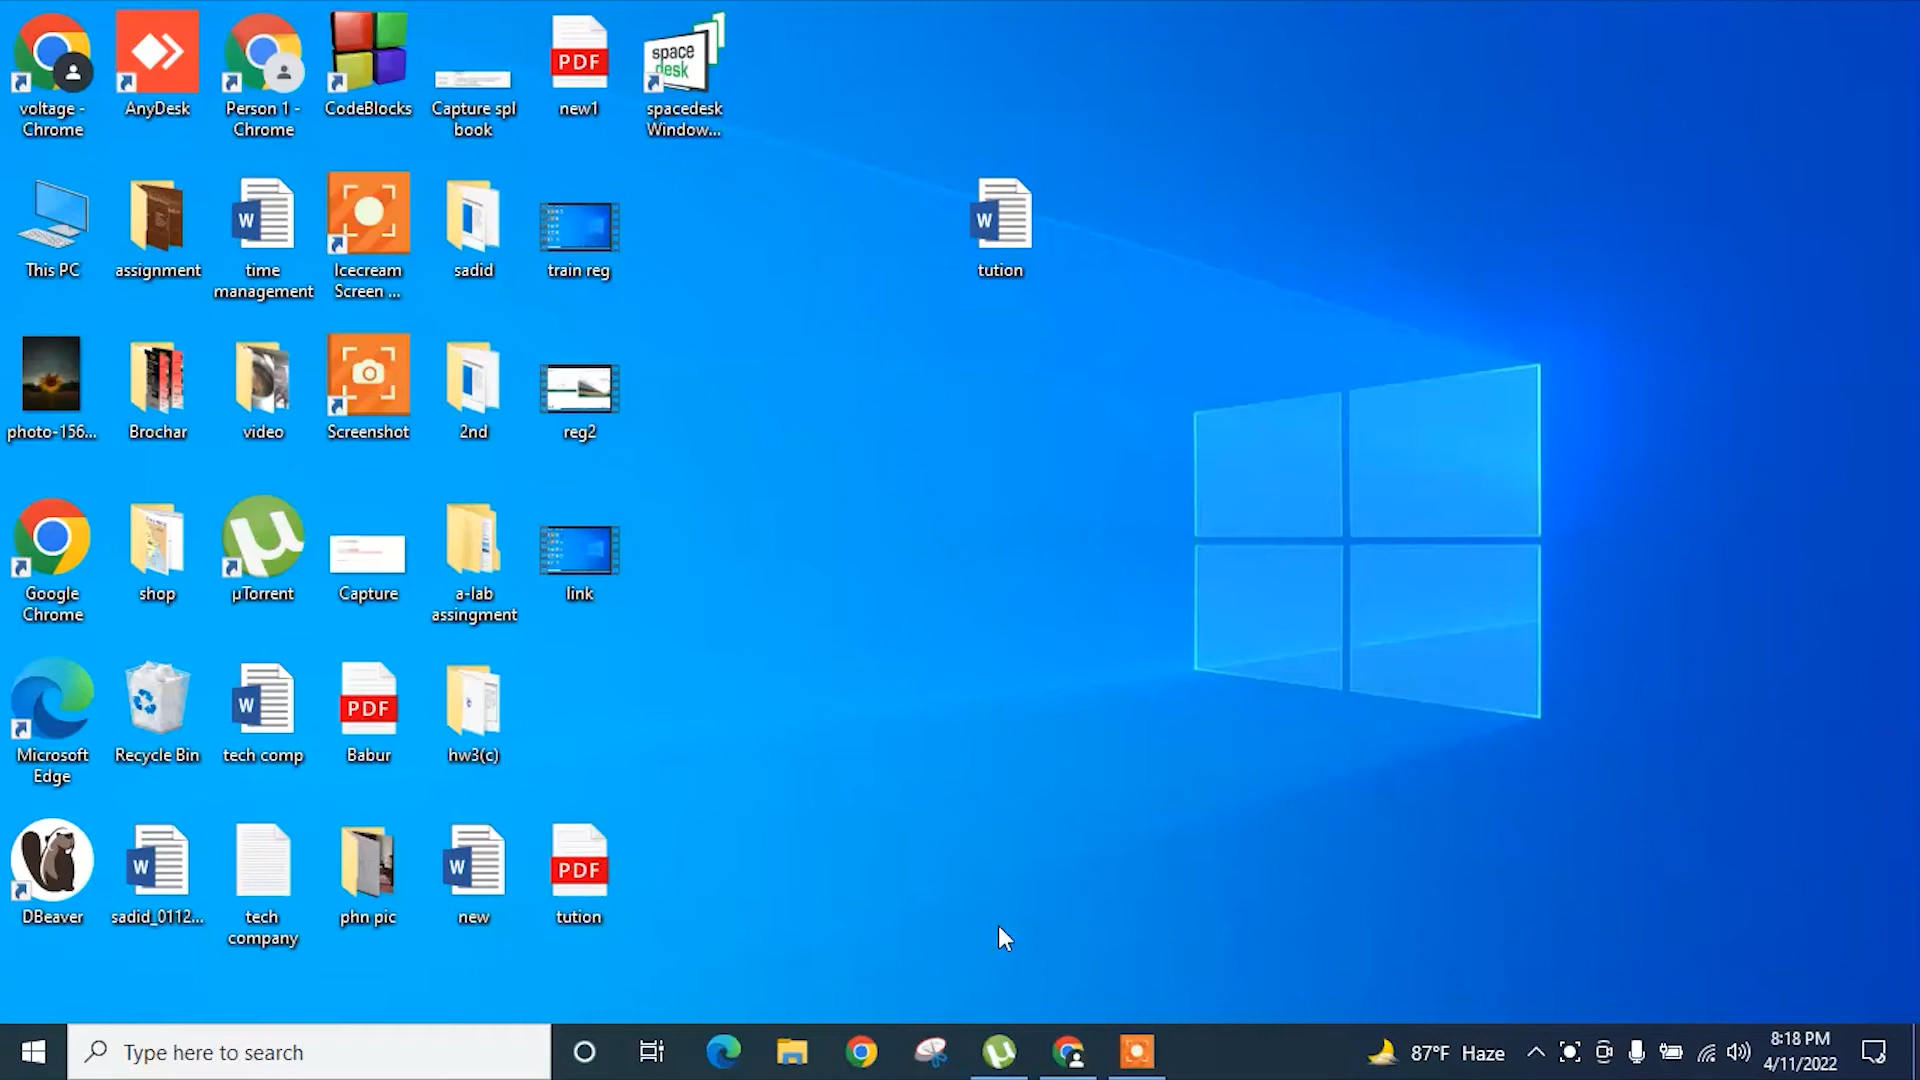 voltage -
Chrome
AnyDesk
Person 1 -
Chrome
CodeBlocks
Capture spl
book
PDF
new1
space
desk
spacedesk
Window...
This PC
assignment
W
time
management
Icecream
Screen ...
sadid
train reg
W
tution
photo-156...
Brochar
video
Screenshot
2nd
reg2
Google
Chrome
shop
µ
µTorrent
Capture
a-lab
assingment
link
Microsoft
Edge
Recycle Bin
W
tech comp
PDF
Babur
hw3(c)
DBeaver
W
sadid_0112...
tech
company
phn pic
W
new
PDF
tution
Type here to search
µ
87°F Haze
8:18 PM
4/11/2022